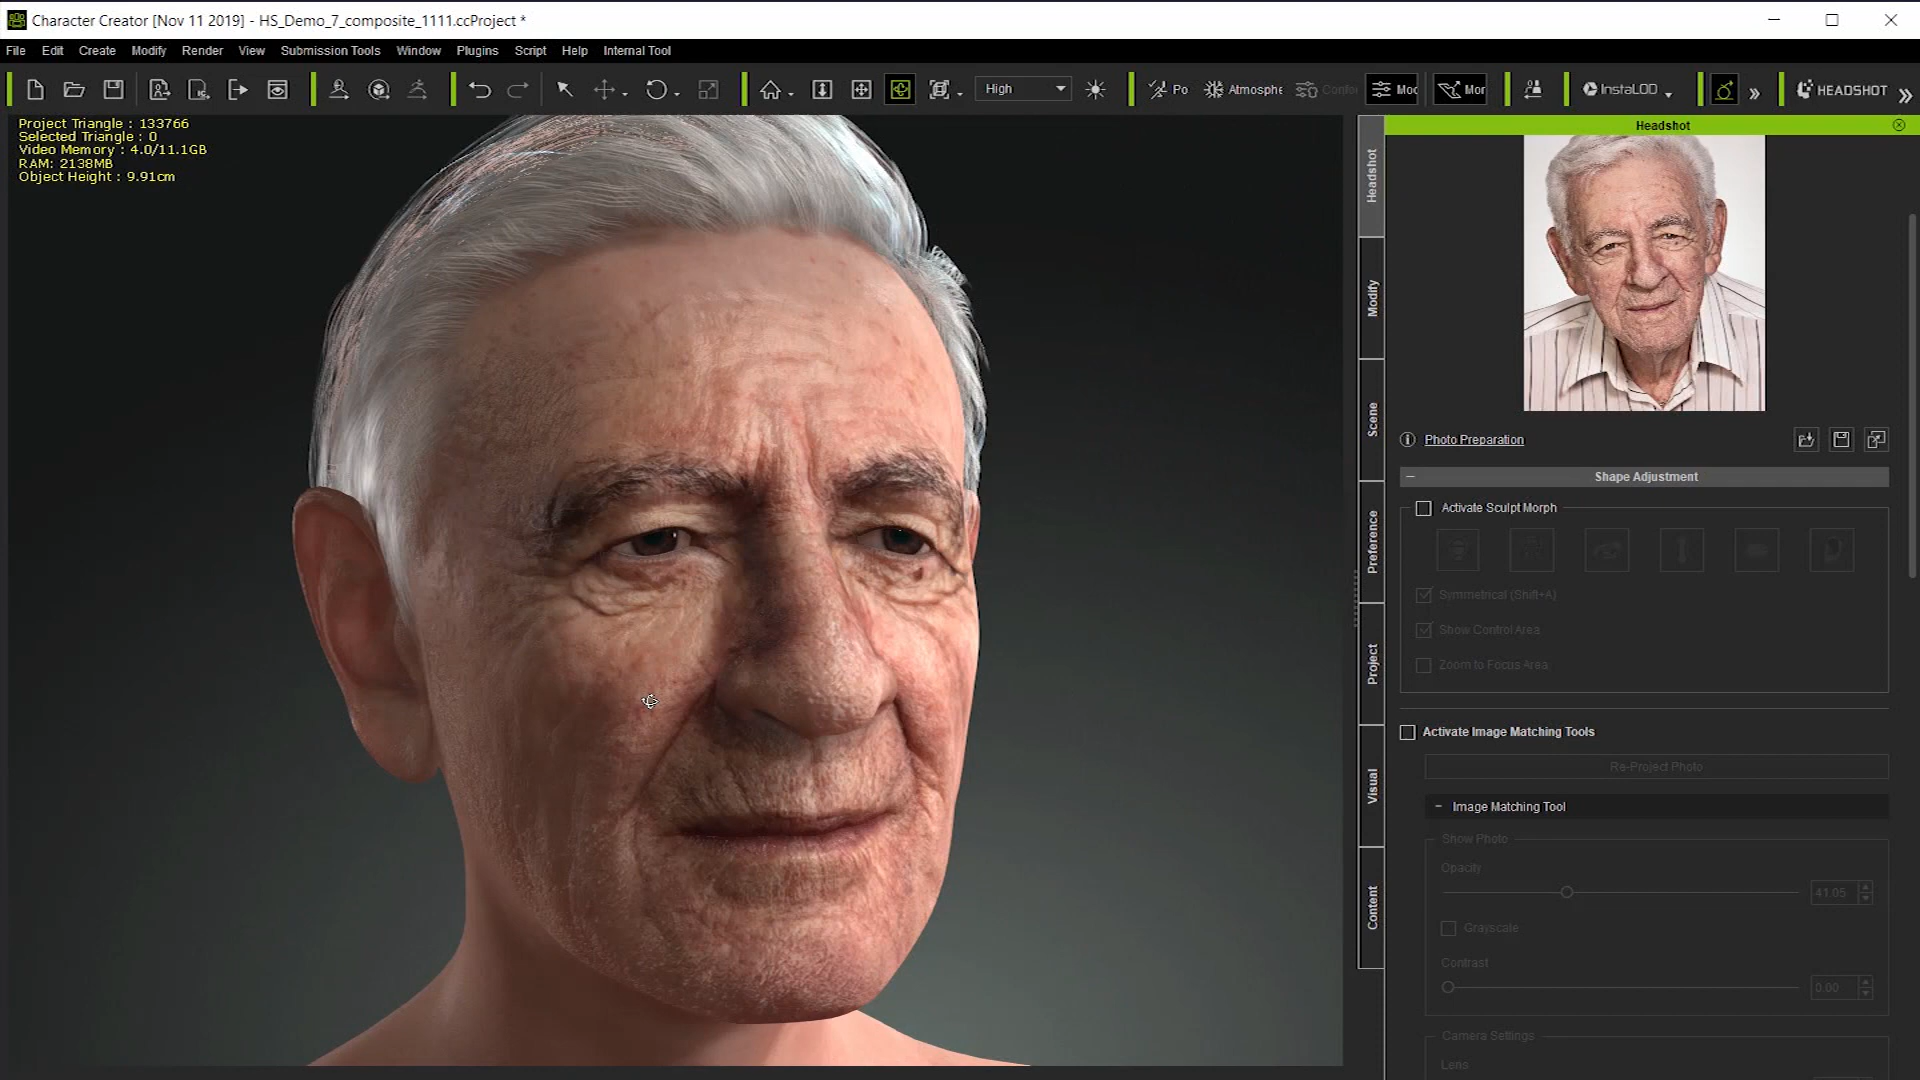 Character Creator [Nov 11 2019] - HS_Demo_7_composite_1111.ccProject *
File Edit Create Modify Render View Submission Tools Window Plugins Script Help Internal Tool
High Po Atmosphe Confo Mod Mor InstaLOD HEADSHOT
Project Triangle : 133766
Selected Triangle : 0
Video Memory : 4.0/11.1GB
RAM: 2138MB
Object Height : 9.91cm
Headshot
Headshot
Modify
Scene
Preference
Project
Visual
Content
Photo Preparation
Shape Adjustment
Activate Sculpt Morph
Symmetrical (Shift+A)
Show Control Area
Zoom to Focus Area
Activate Image Matching Tools
Re-Project Photo
Image Matching Tool
Show Photo
Opacity
41.05
Grayscale
Contrast
0.00
Camera Settings
Lens